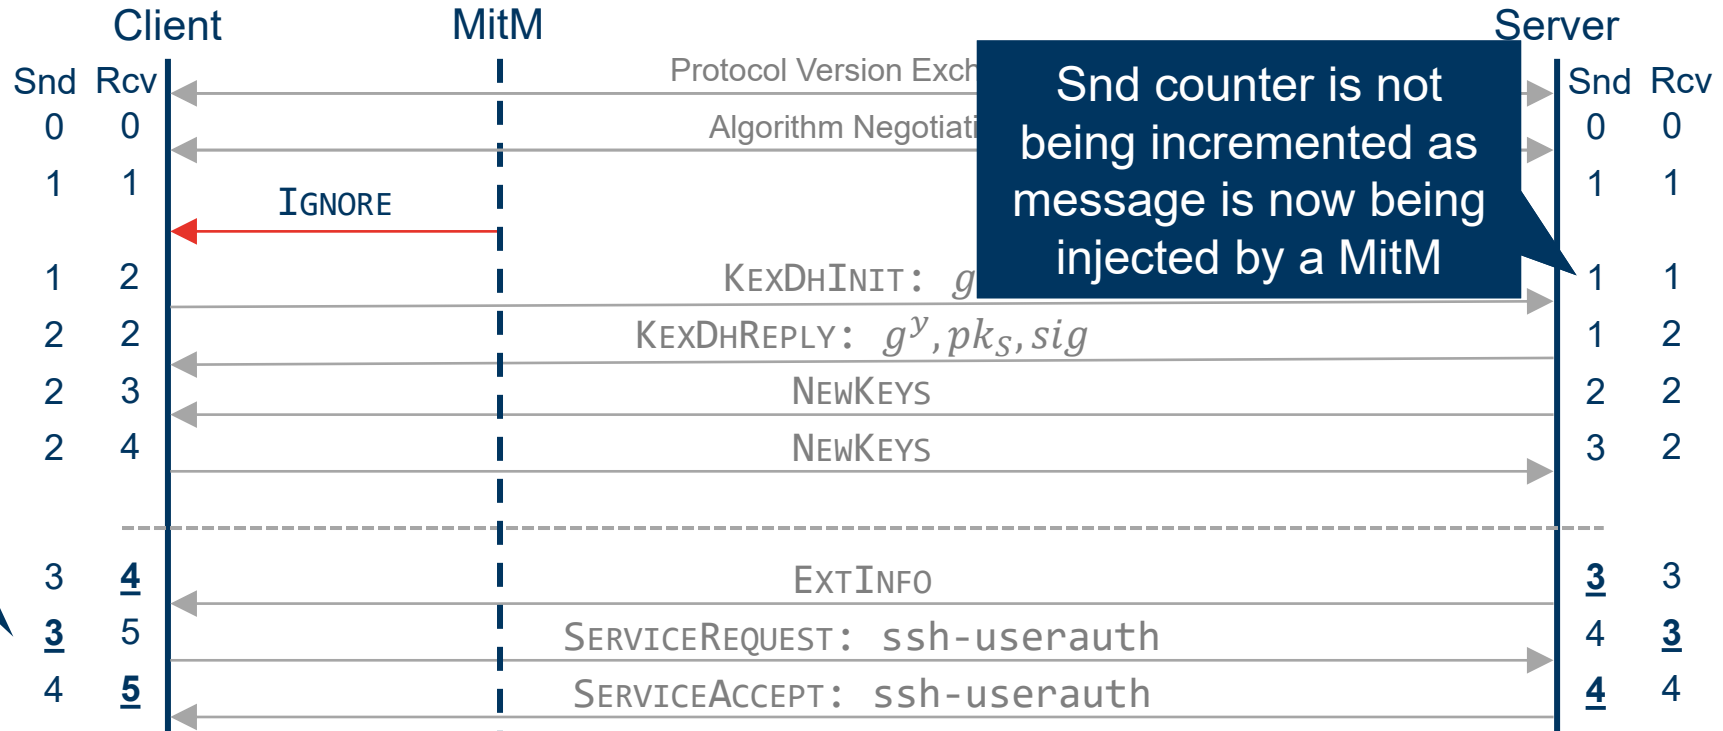 Client MitM Server
Snd Rcv Protocol Version Exch Snd Rcv
0 0 Algorithm Negotiati 0 0
1 1 1 1
IGNORE
Snd counter is not
being incremented as
message is now being
injected by a MitM
1 2 KEXDHINIT: g 1 1
2 2 KEXDHREPLY: g^y, pk_S, sig 1 2
2 3 NEWKEYS 2 2
2 4 NEWKEYS 3 2
3 4 EXTINFO 3 3
3 5 SERVICEREQUEST: ssh-userauth 4 3
4 5 SERVICEACCEPT: ssh-userauth 4 4